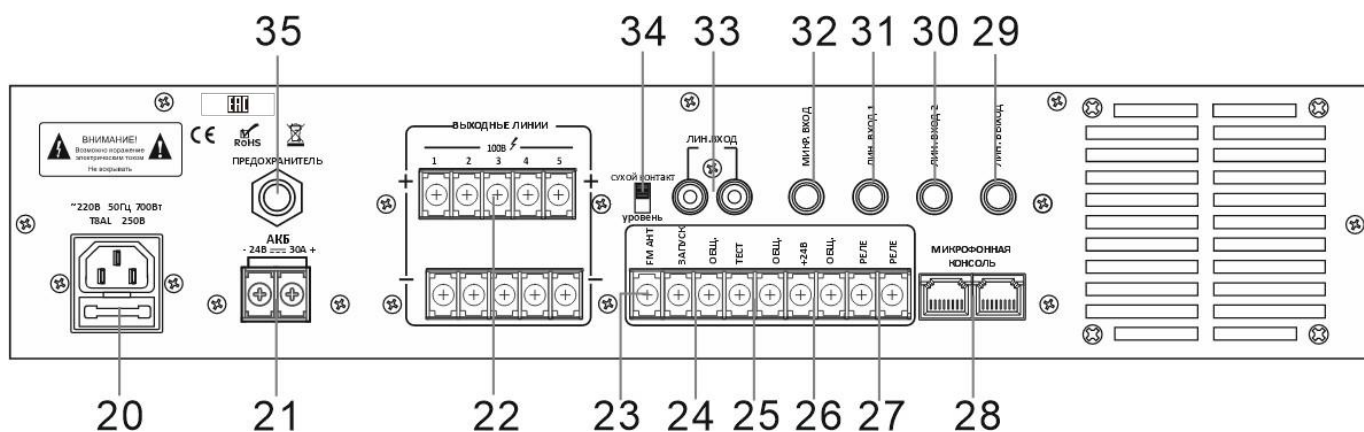 35 34 33 32 31 30 29
EAC
ВНИМАНИЕ!
Возможно поражение
электрическим током
Не вскрывать
CE RoHS
ПРЕДОХРАНИТЕЛЬ
ВЫХОДНЫЕ ЛИНИИ
100В
1 2 3 4 5
+ +
− −
ЛИН.ВХОД
сухой контакт
уровень
МИКР. ВХОД
ЛИН. ВХОД 1
ЛИН. ВХОД 2
ЛИН. ВЫХОД
~220В 50Гц 700Вт
T8AL 250В
АКБ
- 24В 30А +
FM АНТ
ЗАПУСК
ОБЩ.
ТЕСТ
ОБЩ.
+24В
ОБЩ.
РЕЛЕ
РЕЛЕ
МИКРОФОННАЯ
КОНСОЛЬ
20 21 22 23 24 25 26 27 28